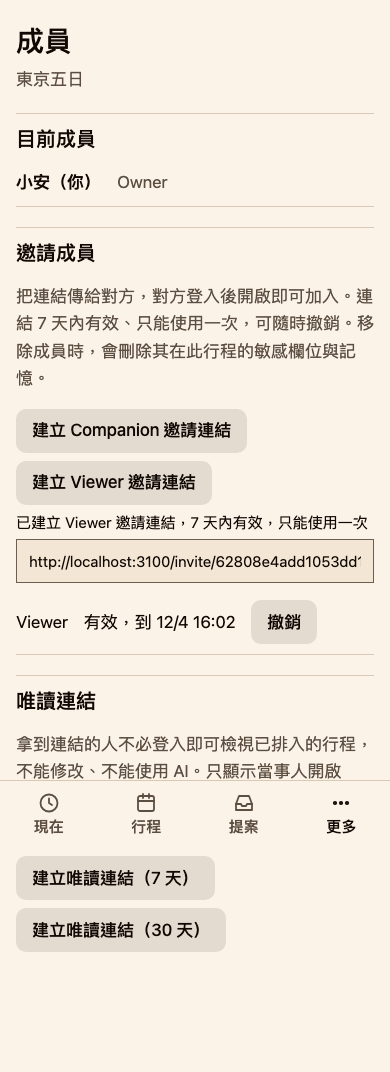 成員
東京五日
目前成員
小安（你） Owner
邀請成員
把連結傳給對方，對方登入後開啟即可加入。連
結 7 天內有效、只能使用一次，可隨時撤銷。移
除成員時，會刪除其在此行程的敏感欄位與記
憶。
建立 Companion 邀請連結
建立 Viewer 邀請連結
已建立 Viewer 邀請連結，7 天內有效，只能使用一次
http://localhost:3100/invite/62808e4add1053dd
Viewer 有效，到 12/4 16:02 撤銷
唯讀連結
拿到連結的人不必登入即可檢視已排入的行程，
不能修改、不能使用 AI。只顯示當事人開啟
現在 行程 提案 更多
建立唯讀連結（7 天）
建立唯讀連結（30 天）